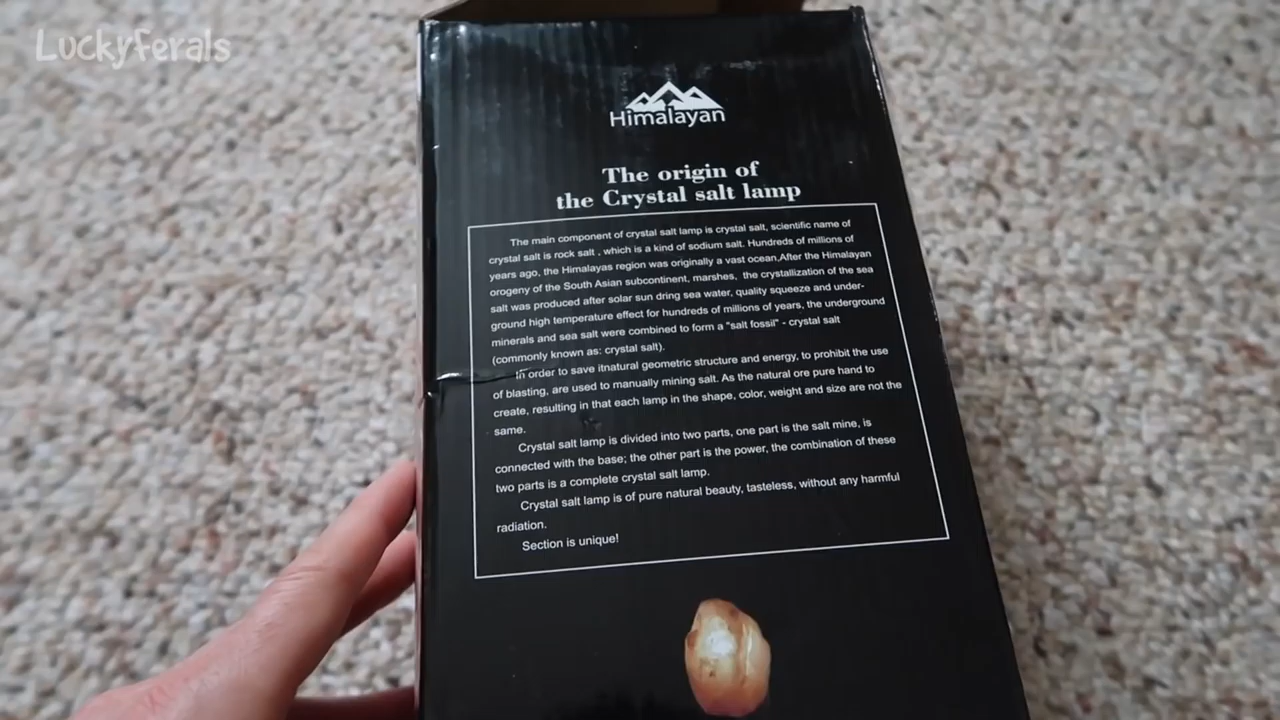 LuckyFerals
Himalayan
The origin of
the Crystal salt lamp
The main component of crystal salt lamp is crystal salt, scientific name of
crystal salt is rock salt , which is a kind of sodium salt. Hundreds of millions of
years ago, the Himalayas region was originally a vast ocean.After the Himalayan
orogeny of the South Asian subcontinent, marshes, the crystallization of the sea
salt was produced after solar sun dring sea water, quality squeeze and under-
ground high temperature effect for hundreds of millions of years, the underground
minerals and sea salt were combined to form a "salt fossil" - crystal salt
(commonly known as: crystal salt).
In order to save itnatural geometric structure and energy, to prohibit the use
of blasting, are used to manually mining salt. As the natural ore pure hand to
create, resulting in that each lamp in the shape, color, weight and size are not the
same.
Crystal salt lamp is divided into two parts, one part is the salt mine, is
connected with the base; the other part is the power, the combination of these
two parts is a complete crystal salt lamp.
Crystal salt lamp is of pure natural beauty, tasteless, without any harmful
radiation.
Section is unique!